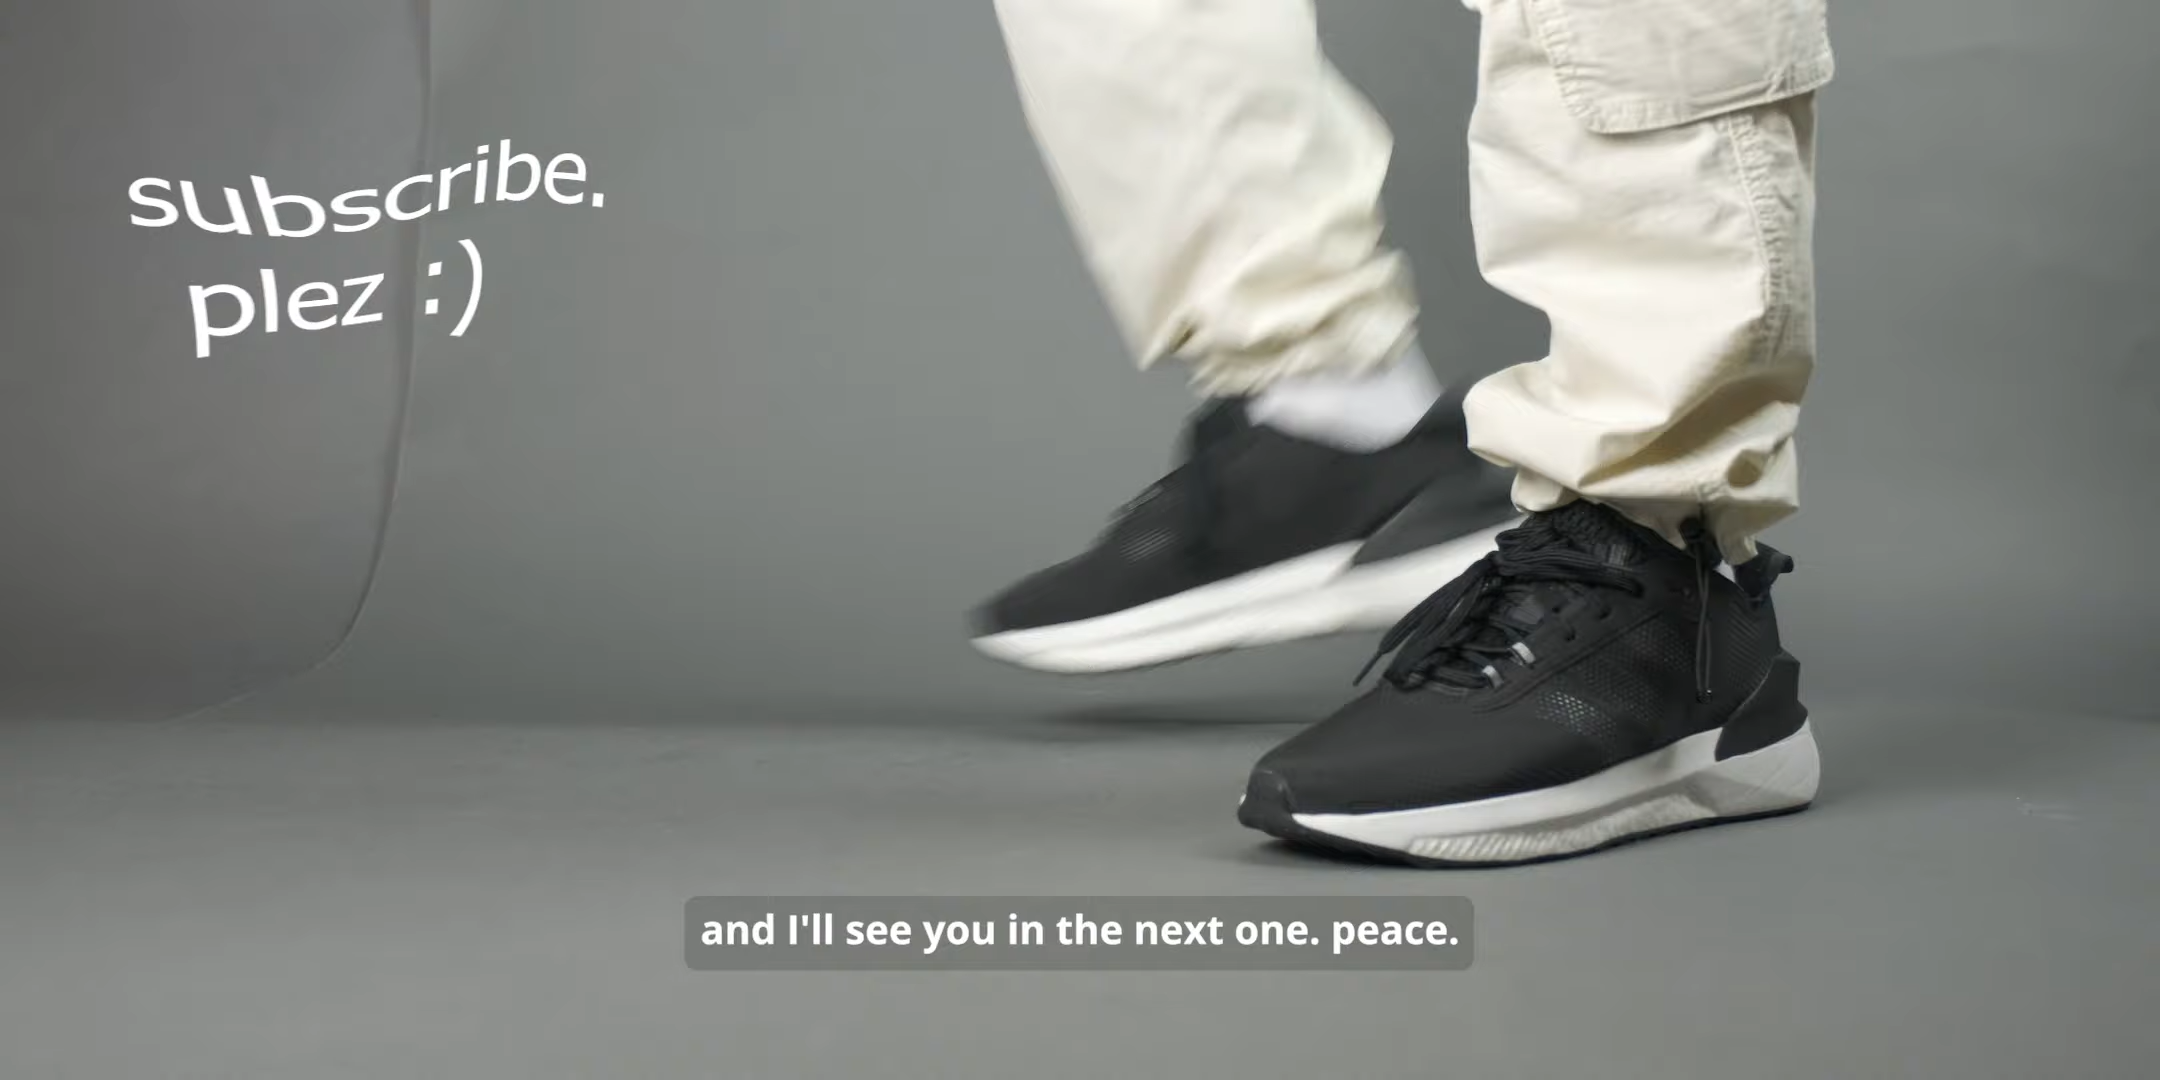 subscribe.
plez :)
and I'll see you in the next one. peace.